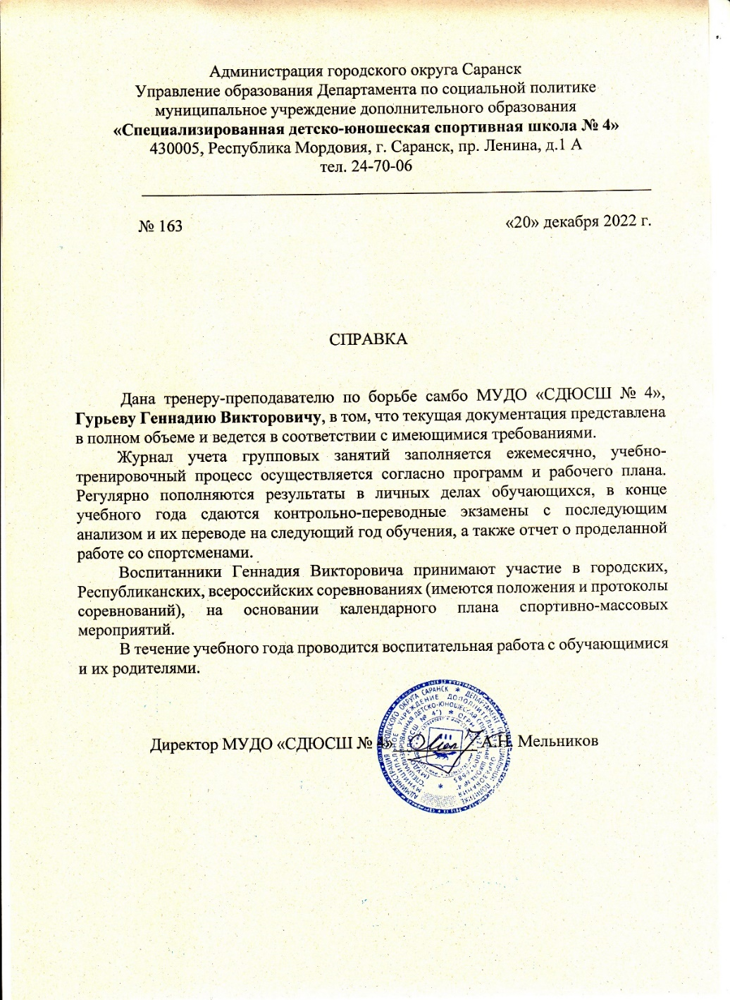 Администрация городского округа Саранск
Управление образования Департамента по социальной политике
муниципальное учреждение дополнительного образования
«Специализированная детско-юношеская спортивная школа № 4»
430005, Республика Мордовия, г. Саранск, пр. Ленина, д.1 А
тел. 24-70-06
№ 163 «20» декабря 2022 г.
СПРАВКА
Дана тренеру-преподавателю по борьбе самбо МУДО «СДЮСШ № 4»,
Гурьеву Геннадию Викторовичу, в том, что текущая документация представлена
в полном объеме и ведется в соответствии с имеющимися требованиями.
Журнал учета групповых занятий заполняется ежемесячно, учебно-
тренировочный процесс осуществляется согласно программ и рабочего плана.
Регулярно пополняются результаты в личных делах обучающихся, в конце
учебного года сдаются контрольно-переводные экзамены с последующим
анализом и их переводе на следующий год обучения, а также отчет о проделанной
работе со спортсменами.
Воспитанники Геннадия Викторовича принимают участие в городских,
Республиканских, всероссийских соревнованиях (имеются положения и протоколы
соревнований), на основании календарного плана спортивно-массовых
мероприятий.
В течение учебного года проводится воспитательная работа с обучающимися
и их родителями.
Директор МУДО «СДЮСШ № 4» А.Н. Мельников